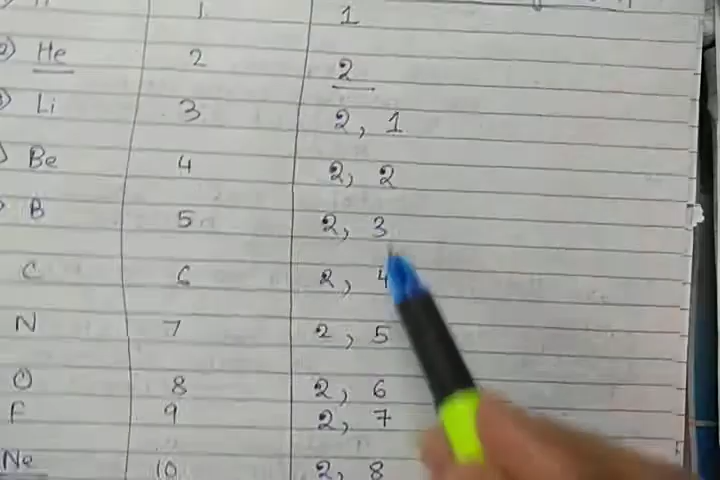 1 1
He 2 2
Li 3 2, 1
Be 4 2, 2
B 5 2, 3
C 6 2, 4
N 7 2, 5
O 8 2, 6
F 9 2, 7
Ne 10 2, 8